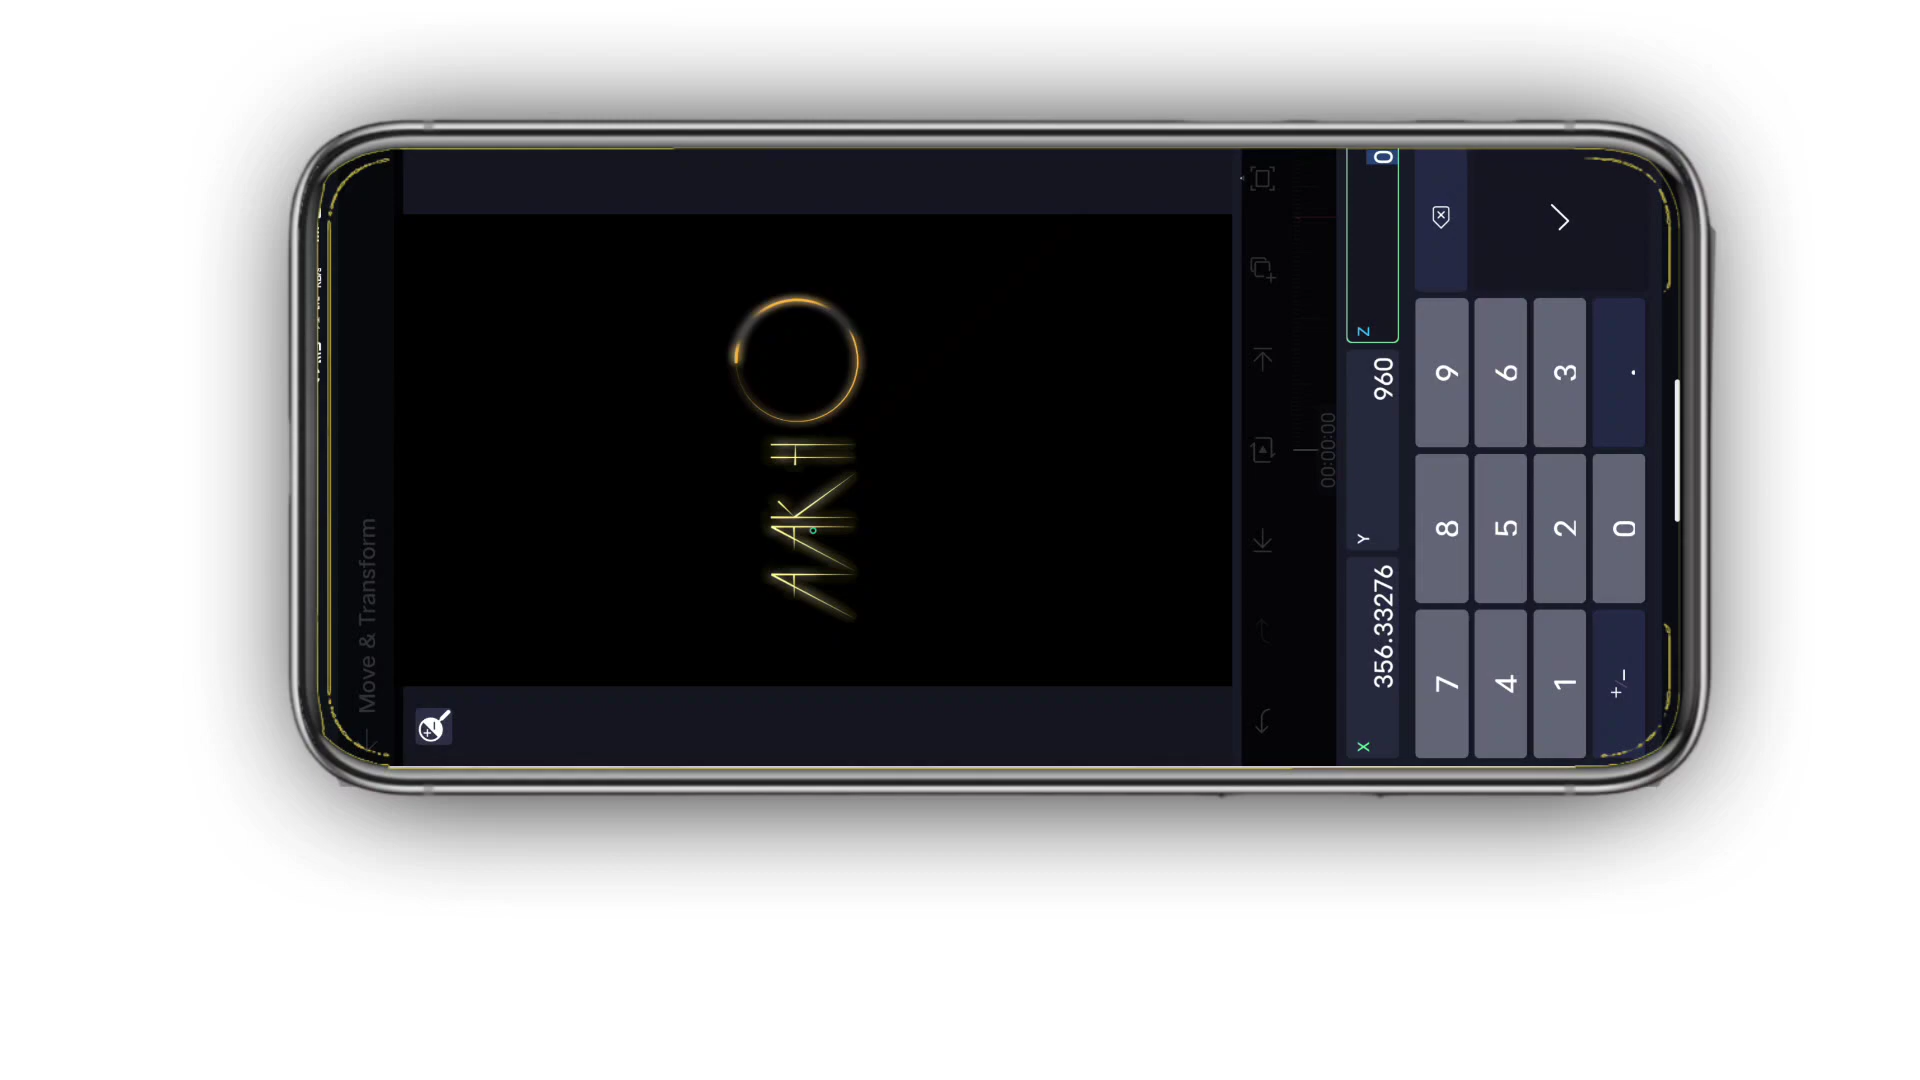 Move & Transform
AAKHO
00:00:00
X 356.33276 Y 960 Z 0
7 8 9
4 5 6
1 2 3
+/- 0 .